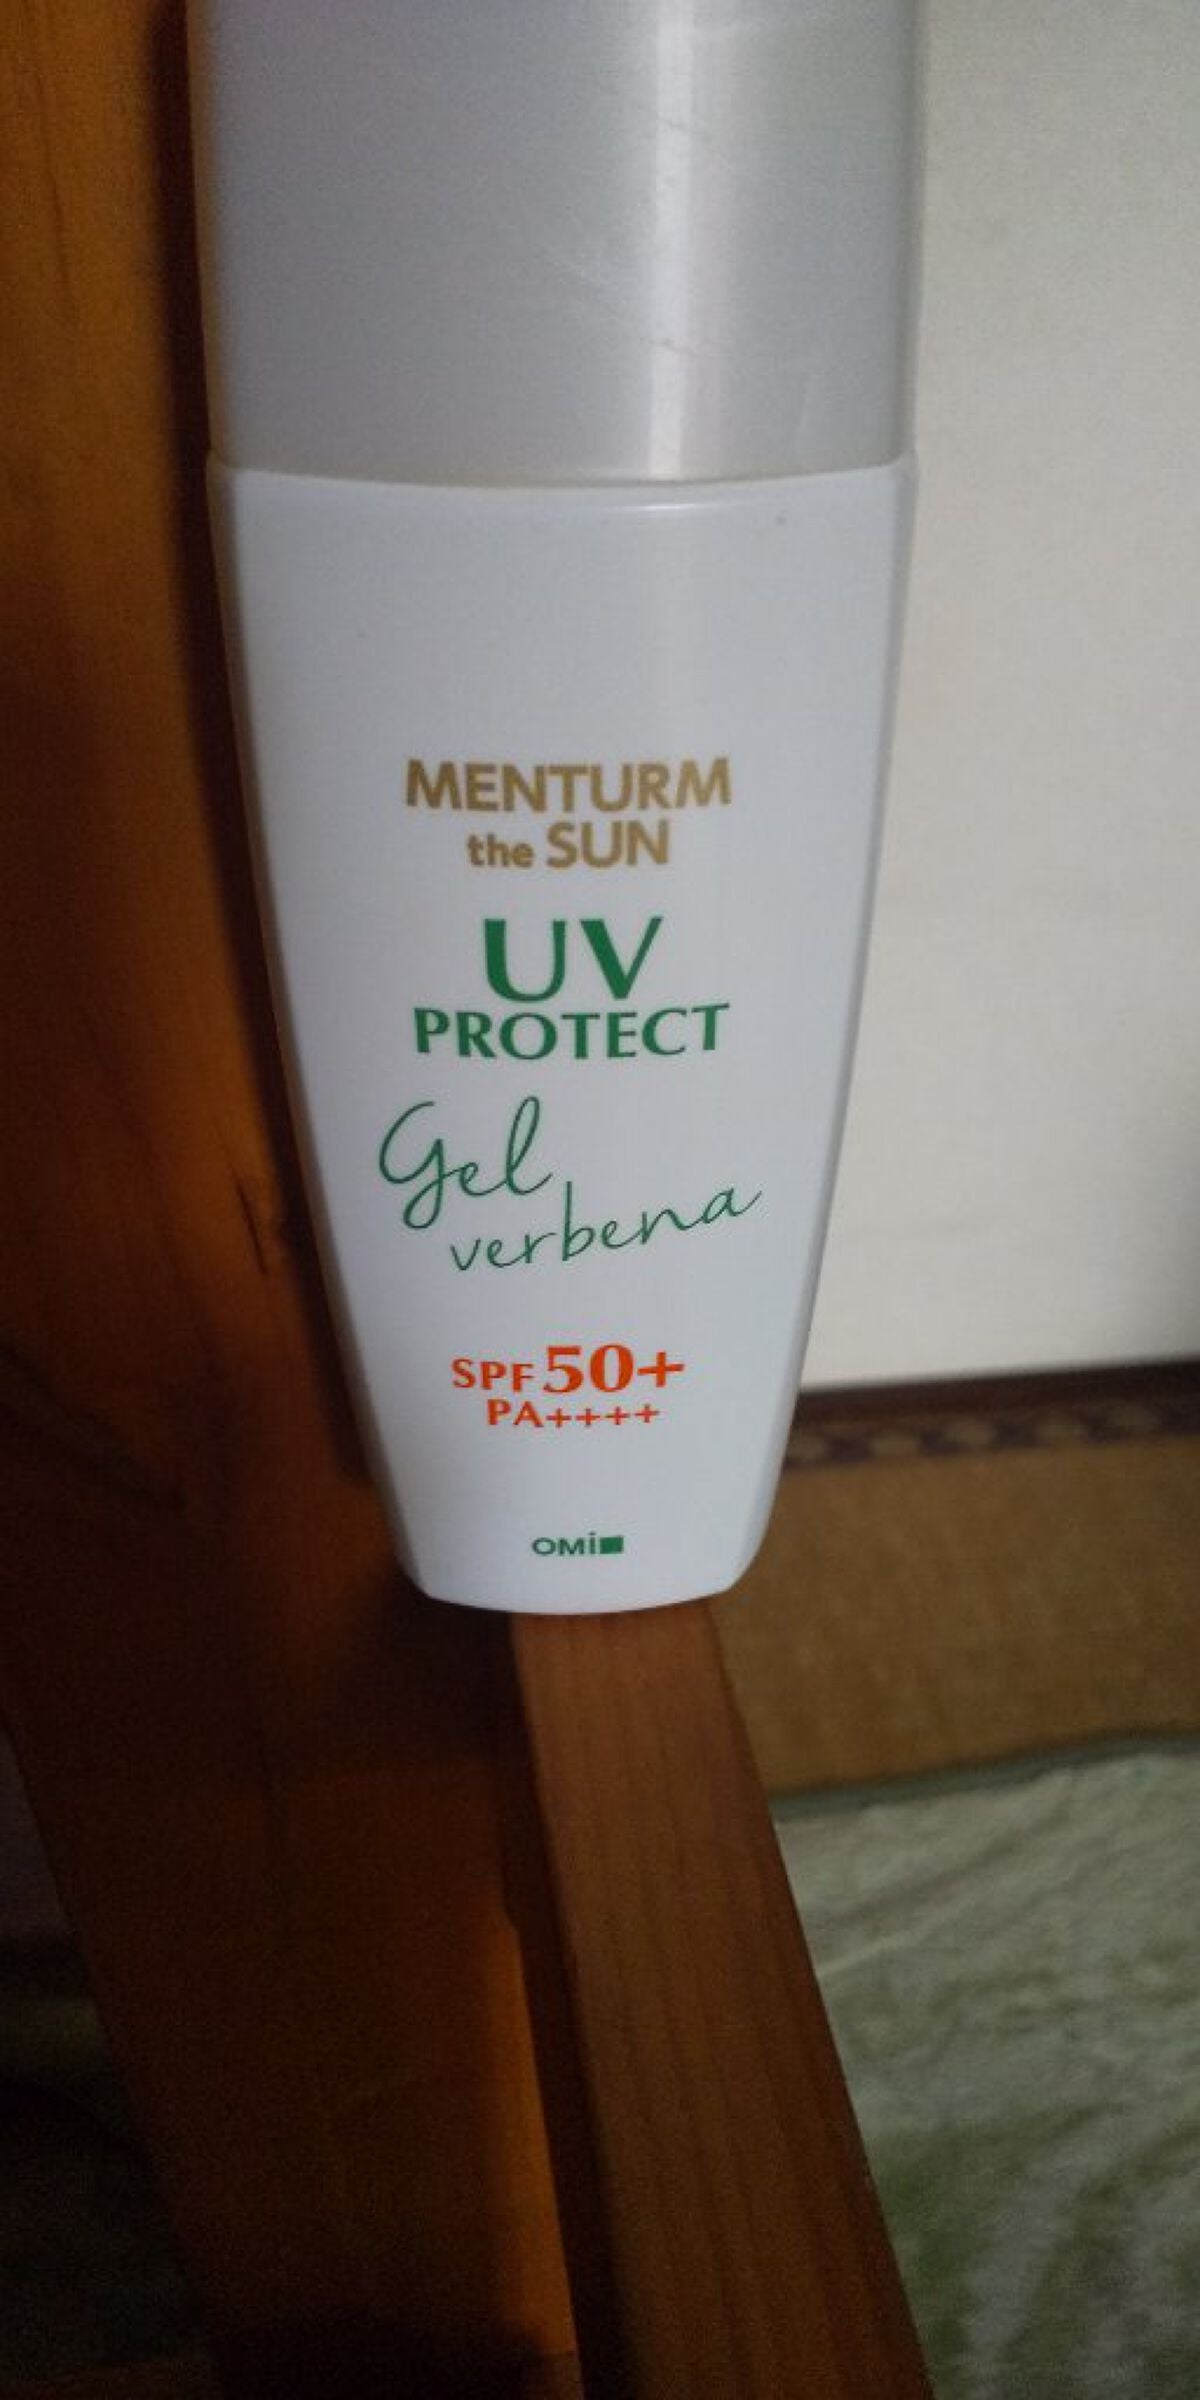 MENTURM
the SUN
UV
PROTECT
Gel
verbena
SPF 50+
PA++++
OMi